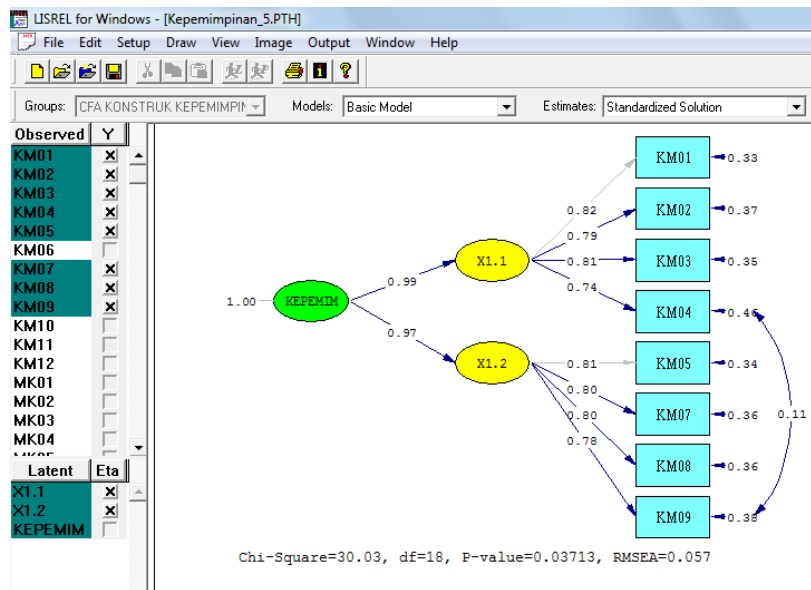 LISREL for Windows - [Kepemimpinan_5.PTH]
File Edit Setup Draw View Image Output Window Help
Groups: CFA KONSTRUK KEPEMIMPIN Models: Basic Model Estimates: Standardized Solution
Observed Y
KM01
KM02
KM03
KM04
KM05
KM06
KM07
KM08
KM09
KM10
KM11
KM12
MK01
MK02
MK03
MK04
MK05
Latent Eta
X1.1
X1.2
KEPEMIM
1.00
KEPEMIM
0.99
0.97
X1.1
X1.2
0.82
0.79
0.81
0.74
0.81
0.80
0.80
0.78
KM01 0.33
KM02 0.37
KM03 0.35
KM04 0.46
KM05 0.34
KM07 0.36
KM08 0.36
KM09 0.38
0.11
Chi-Square=30.03, df=18, P-value=0.03713, RMSEA=0.057